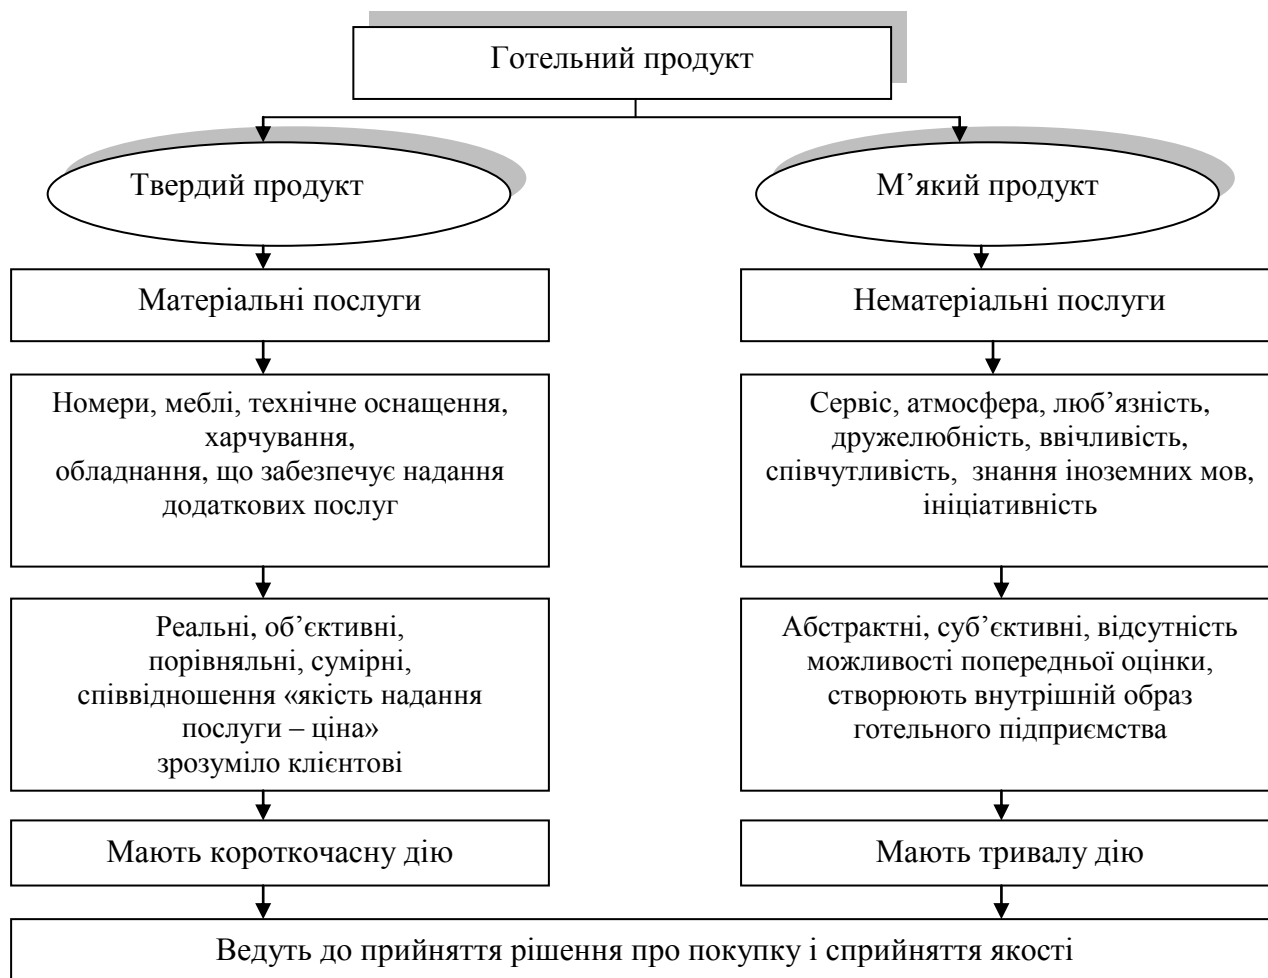 Готельний продукт
Твердий продукт
М’який продукт
Матеріальні послуги
Нематеріальні послуги
Номери, меблі, технічне оснащення,
харчування,
обладнання, що забезпечує надання
додаткових послуг
Сервіс, атмосфера, люб’язність,
дружелюбність, ввічливість,
співчутливість,  знання іноземних мов,
ініціативність
Реальні, об’єктивні,
порівняльні, сумірні,
співвідношення «якість надання
послуги – ціна»
зрозуміло клієнтові
Абстрактні, суб’єктивні, відсутність
можливості попередньої оцінки,
створюють внутрішній образ
готельного підприємства
Мають короткочасну дію
Мають тривалу дію
Ведуть до прийняття рішення про покупку і сприйняття якості